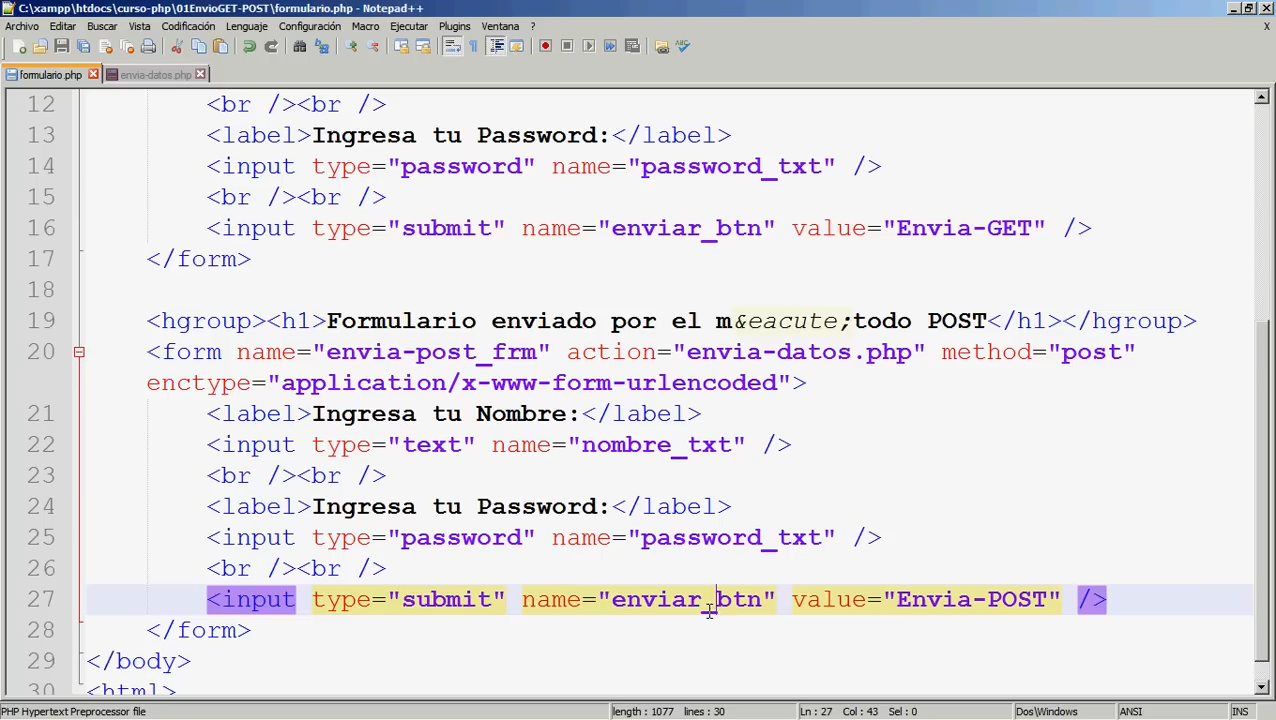 C:\xampp\htdocs\curso-php\01EnvioGET-POST\formulario.php - Notepad++
Archivo Editar Buscar Vista Codificación Lenguaje Configuración Macro Ejecutar Plugins Ventana ? X
formulario.php envia-datos.php
12 <br /><br />
13 <label>Ingresa tu Password:</label>
14 <input type="password" name="password_txt" />
15 <br /><br />
16 <input type="submit" name="enviar_btn" value="Envia-GET" />
17 </form>
18
19 <hgroup><h1>Formulario enviado por el m&eacute;todo POST</h1></hgroup>
20 <form name="envia-post_frm" action="envia-datos.php" method="post"
enctype="application/x-www-form-urlencoded">
21 <label>Ingresa tu Nombre:</label>
22 <input type="text" name="nombre_txt" />
23 <br /><br />
24 <label>Ingresa tu Password:</label>
25 <input type="password" name="password_txt" />
26 <br /><br />
27 <input type="submit" name="enviar_btn" value="Envia-POST" />
28 </form>
29 </body>
30 <html>
PHP Hypertext Preprocessor file length : 1077 lines : 30 Ln : 27 Col : 43 Sel : 0 Dos\Windows ANSI INS